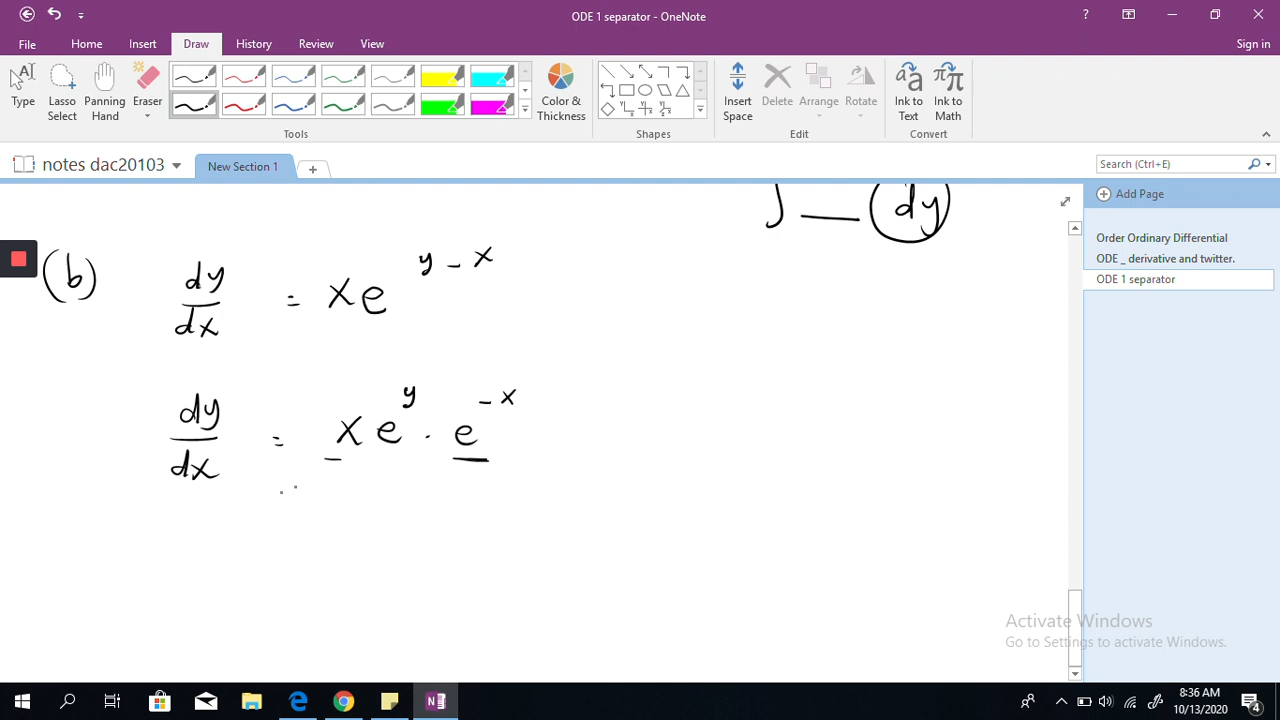 ODE 1 separator - OneNote
?
File Home Insert Draw History Review View
Sign in
Type
Lasso Select
Panning Hand
Eraser
Color & Thickness
Insert Space
Delete
Arrange
Rotate
Ink to Text
Ink to Math
Tools
Shapes
Edit
Convert
notes dac20103
New Section 1
+
Search (Ctrl+E)
Add Page
Order Ordinary Differential
ODE _ derivative and twitter.
ODE 1 separator
∫ ___ dy
(b) dy/dx = xe^{y-x}
dy/dx = xe^y · e^{-x}
Activate Windows
Go to Settings to activate Windows.
8:36 AM
10/13/2020
4